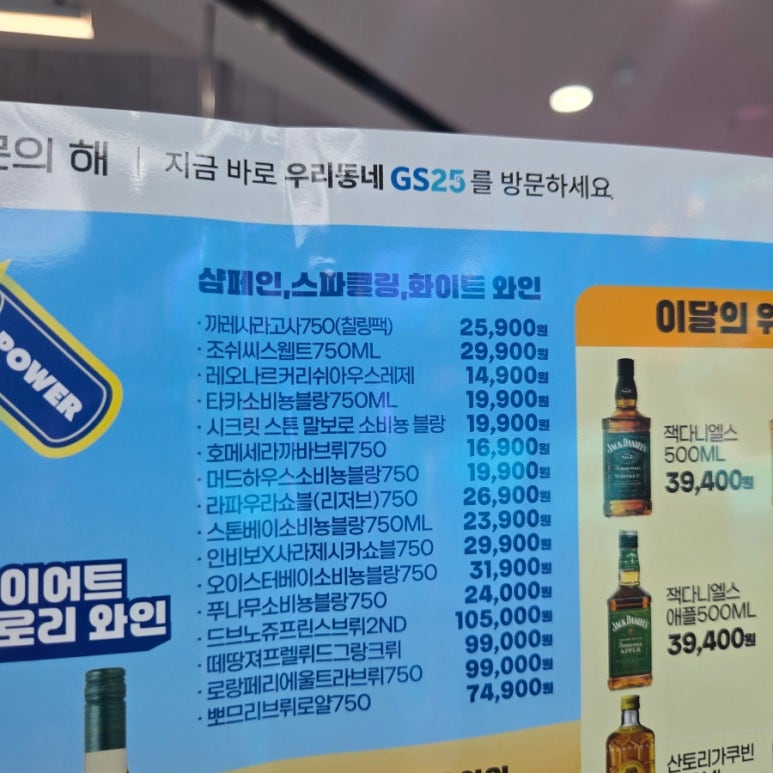 문의 해 | 지금 바로 우리동네 GS25를 방문하세요.
POWER
샴페인,스파클링,화이트 와인
· 까레사라고사750(칠링팩) 25,900원
· 조쉬씨스웹트750ML 29,900원
· 레오나르커리쉬아우스레제 14,900원
· 타카소비뇽블랑750ML 19,900원
· 시크릿 스톤 말보로 소비뇽 블랑 19,900원
· 호메세라까바브뤼750 16,900원
· 머드하우스소비뇽블랑750 19,900원
· 라파우라쇼블(리저브)750 26,900원
· 스톤베이소비뇽블랑750ML 23,900원
· 인비보X사라제시카쇼블750 29,900원
· 오이스터베이소비뇽블랑750 31,900원
· 푸나무소비뇽블랑750 24,000원
· 드브노쥬프린스브뤼2ND 105,000원
· 떼땅져프렐뤼드그랑크뤼 99,000원
· 로랑페리에울트라브뤼750 99,000원
· 뽀므리브뤼로얄750 74,900원
이어트
로리 와인
이달의
JACK DANIEL'S
잭다니엘스
500ML
39,400원
JACK DANIEL'S
APPLE
잭다니엘스
애플500ML
39,400원
산토리가쿠빈